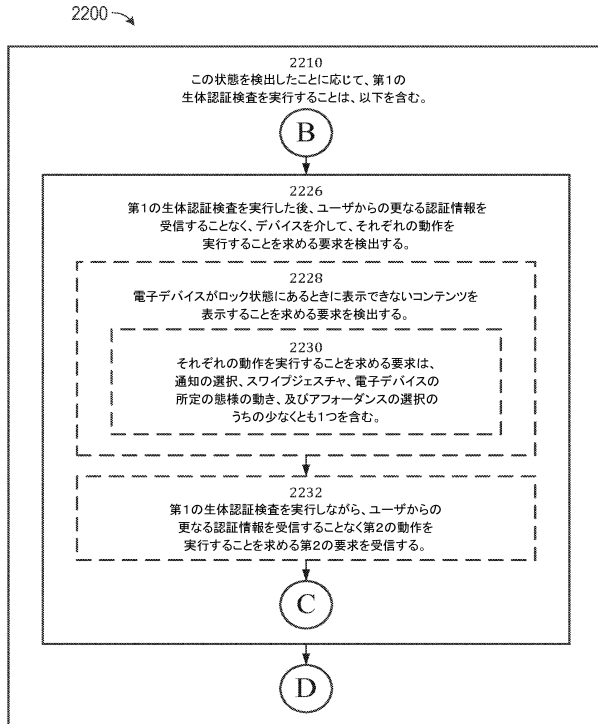 2200
2210
この状態を検出したことに応じて、第1の
生体認証検査を実行することは、以下を含む。
B
2226
第1の生体認証検査を実行した後、ユーザからの更なる認証情報を
受信することなく、デバイスを介して、それぞれの動作を
実行することを求める要求を検出する。
2228
電子デバイスがロック状態にあるときに表示できないコンテンツを
表示することを求める要求を検出する。
2230
それぞれの動作を実行することを求める要求は、
通知の選択、スワイプジェスチャ、電子デバイスの
所定の態様の動き、及びアフォーダンスの選択の
うちの少なくとも1つを含む。
2232
第1の生体認証検査を実行しながら、ユーザからの
更なる認証情報を受信することなく第2の動作を
実行することを求める第2の要求を受信する。
C
D